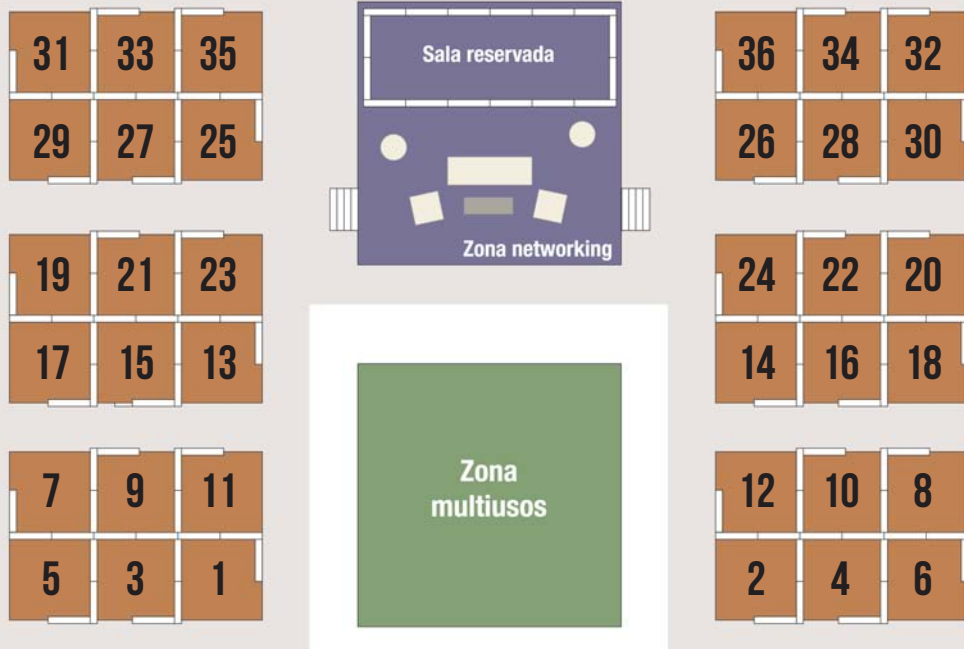 31 33 35
Sala reservada
36 34 32
29 27 25
26 28 30
Zona networking
19 21 23
24 22 20
17 15 13
14 16 18
Zona
multiusos
7 9 11
12 10 8
5 3 1
2 4 6